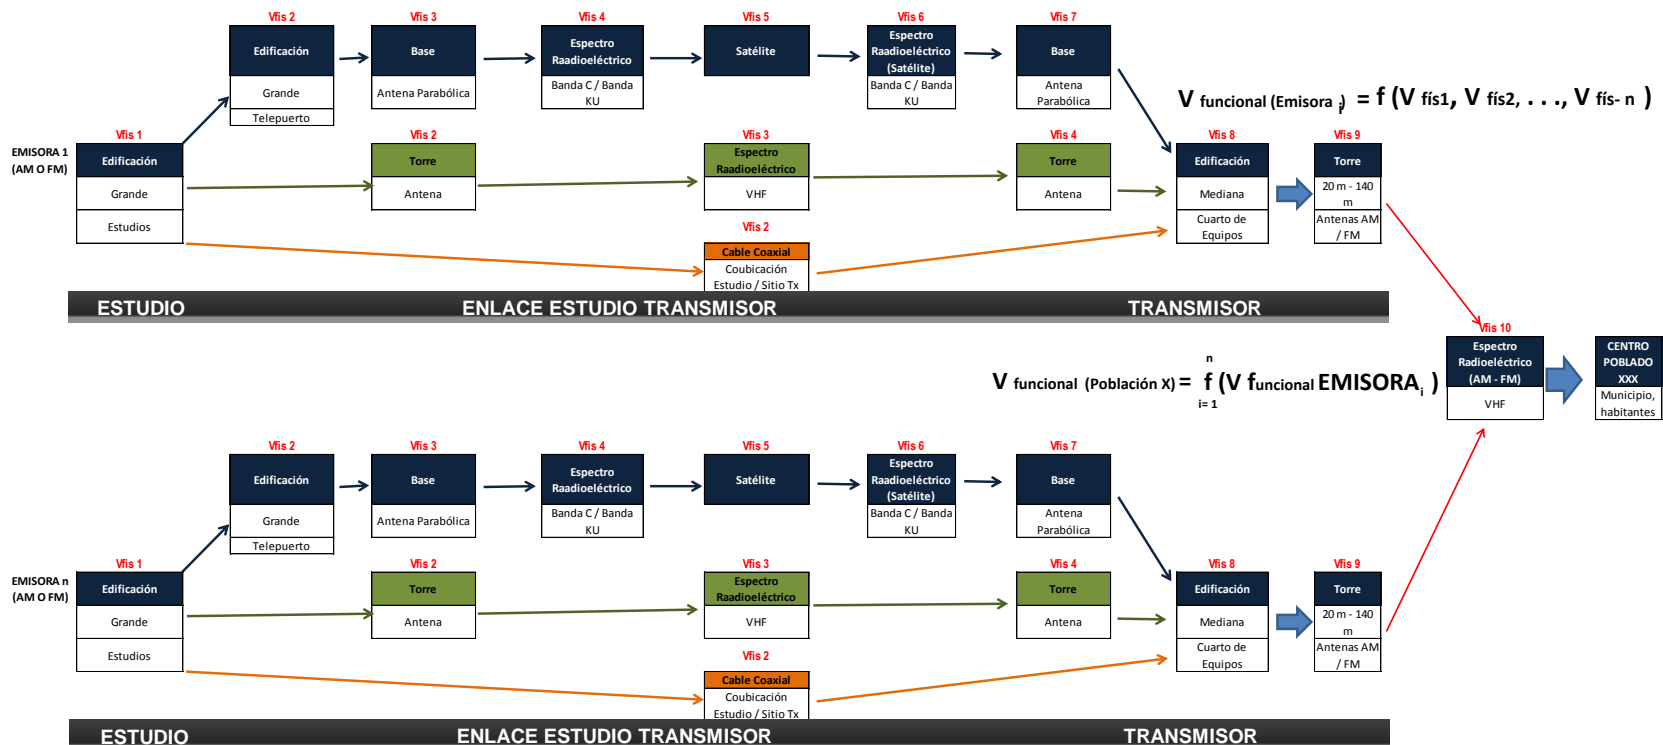 Vfis 2
Vfis 3
Vfis 4
Vfis 5
Vfis 6
Vfis 7
Edificación
Grande
Telepuerto
Base
Antena Parabólica
Espectro
Raadioeléctrico
Banda C / Banda
KU
Satélite
Espectro
Raadioeléctrico
(Satélite)
Banda C / Banda
KU
Base
Antena
Parabólica
V funcional (Emisora i) = f (V fís1, V fís2, . . ., V fís- n )
EMISORA 1
(AM O FM)
Vfis 1
Edificación
Grande
Estudios
Vfis 2
Torre
Antena
Vfis 3
Espectro
Raadioeléctrico
VHF
Vfis 4
Torre
Antena
Vfis 8
Edificación
Mediana
Cuarto de
Equipos
Vfis 9
Torre
20 m - 140
m
Antenas AM
/ FM
Vfis 2
Cable Coaxial
Coubicación
Estudio / Sitio Tx
ESTUDIO
ENLACE ESTUDIO TRANSMISOR
TRANSMISOR
n
V funcional (Población X) = f (V funcional EMISORAi )
i= 1
Vfis 10
Espectro
Radioeléctrico
(AM - FM)
VHF
CENTRO
POBLADO
XXX
Municipio,
habitantes
Vfis 2
Vfis 3
Vfis 4
Vfis 5
Vfis 6
Vfis 7
Edificación
Grande
Telepuerto
Base
Antena Parabólica
Espectro
Raadioeléctrico
Banda C / Banda
KU
Satélite
Espectro
Raadioeléctrico
(Satélite)
Banda C / Banda
KU
Base
Antena
Parabólica
EMISORA n
(AM O FM)
Vfis 1
Edificación
Grande
Estudios
Vfis 2
Torre
Antena
Vfis 3
Espectro
Raadioeléctrico
VHF
Vfis 4
Torre
Antena
Vfis 8
Edificación
Mediana
Cuarto de
Equipos
Vfis 9
Torre
20 m - 140
m
Antenas AM
/ FM
Vfis 2
Cable Coaxial
Coubicación
Estudio / Sitio Tx
ESTUDIO
ENLACE ESTUDIO TRANSMISOR
TRANSMISOR